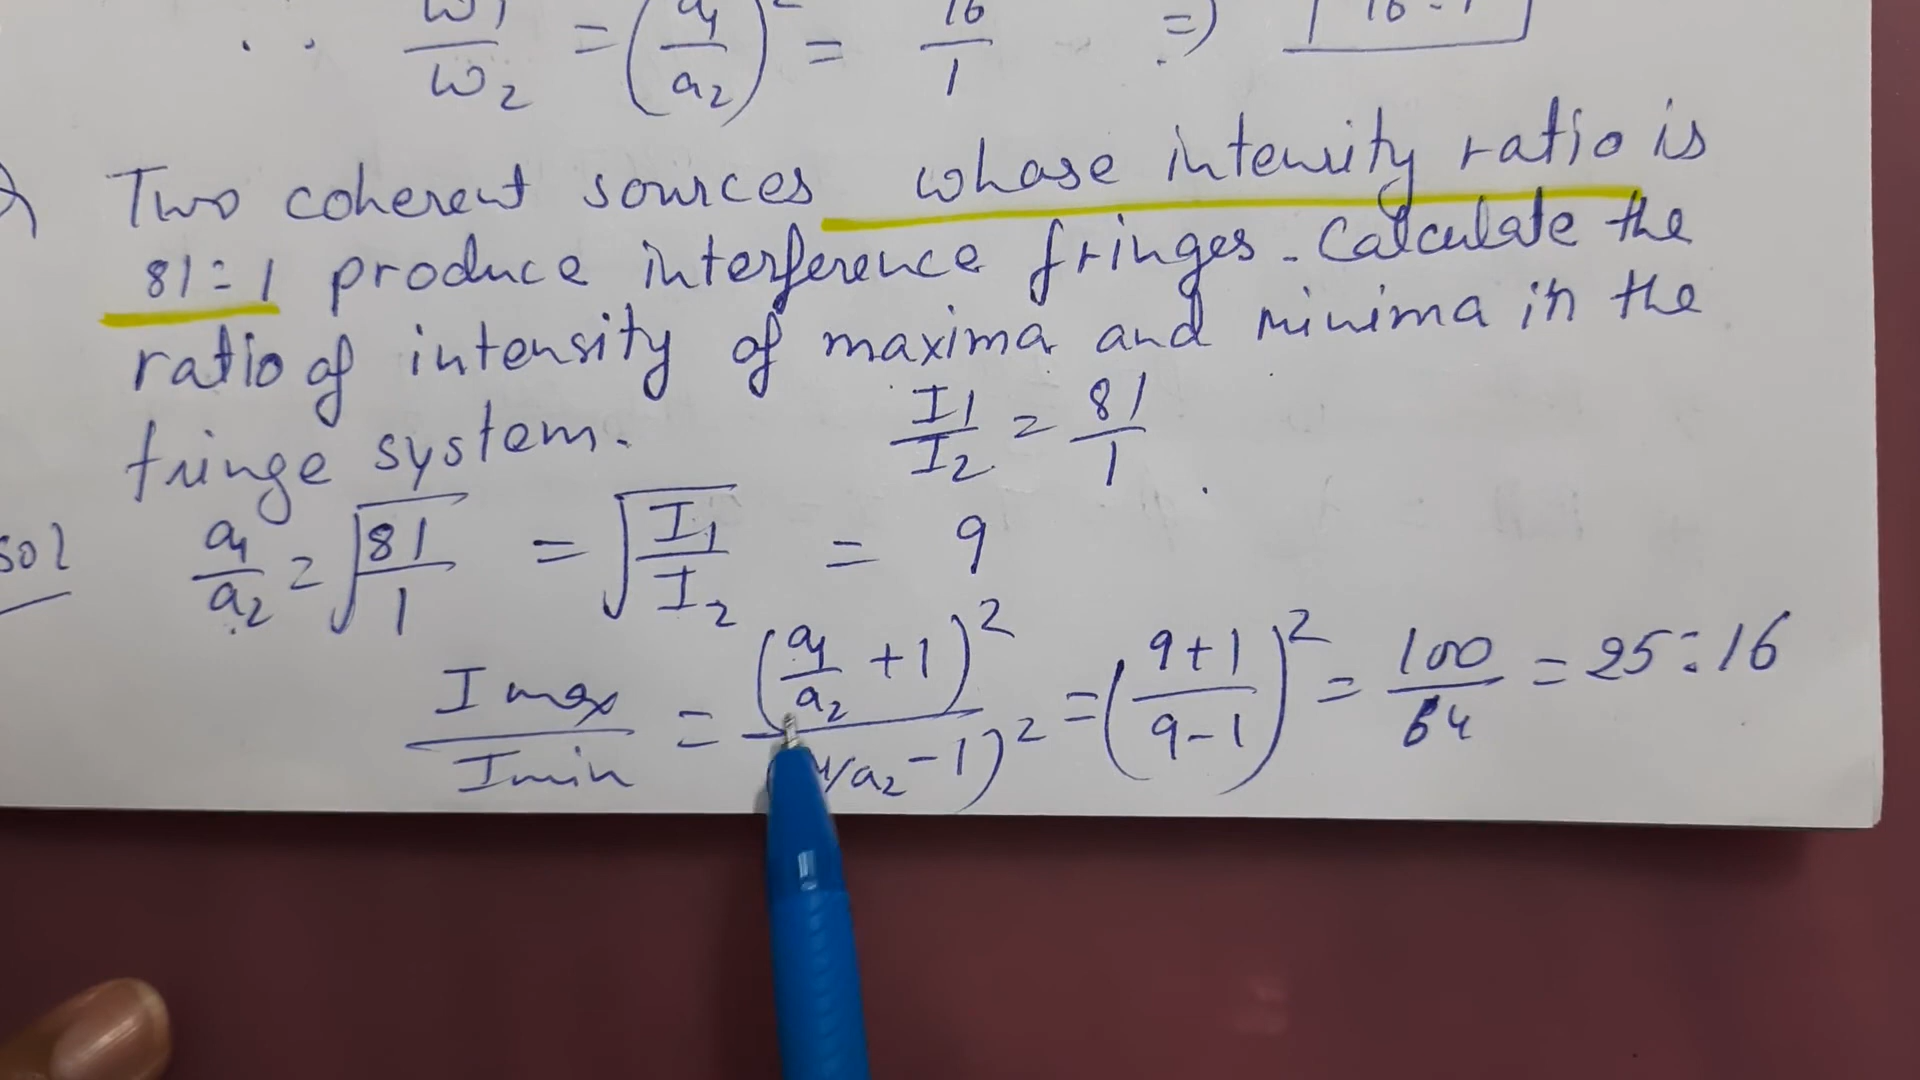 ∴ W1/W2 = (a1/a2)² = 16/1 => 16:1
Two coherent sources whose intensity ratio is
81:1 produce interference fringes. Calculate the
ratio of intensity of maxima and minima in the
fringe system. I1/I2 = 81/1
sol a1/a2 = √81/1 = √I1/I2 = 9
Imax/Imin = (a1/a2 + 1)²/(a1/a2 - 1)² = (9+1/9-1)² = 100/64 = 25:16